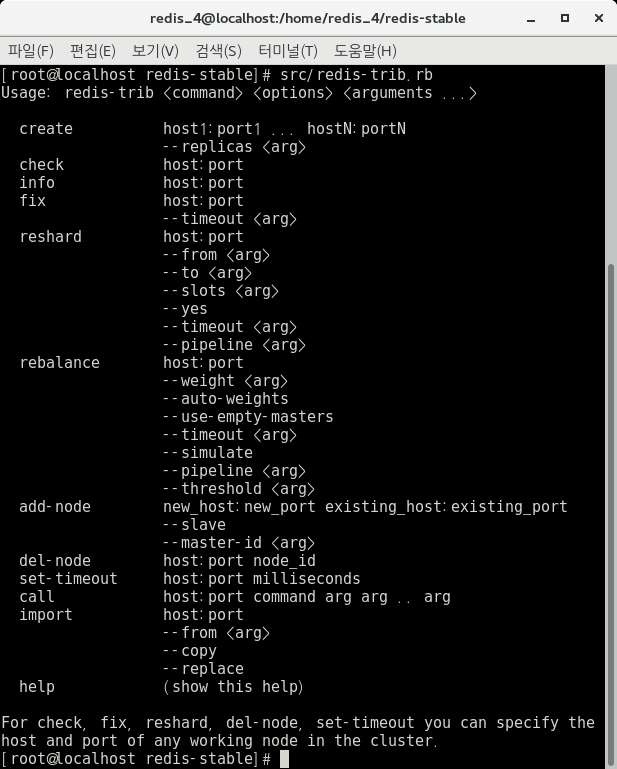 redis_4@localhost:/home/redis_4/redis-stable
파일(F) 편집(E) 보기(V) 검색(S) 터미널(T) 도움말(H)
[root@localhost redis-stable]# src/redis-trib.rb
Usage: redis-trib <command> <options> <arguments ...>
create host1:port1 ... hostN:portN
--replicas <arg>
check host:port
info host:port
fix host:port
--timeout <arg>
reshard host:port
--from <arg>
--to <arg>
--slots <arg>
--yes
--timeout <arg>
--pipeline <arg>
rebalance host:port
--weight <arg>
--auto-weights
--use-empty-masters
--timeout <arg>
--simulate
--pipeline <arg>
--threshold <arg>
add-node new_host:new_port existing_host:existing_port
--slave
--master-id <arg>
del-node host:port node_id
set-timeout host:port milliseconds
call host:port command arg arg .. arg
import host:port
--from <arg>
--copy
--replace
help (show this help)
For check, fix, reshard, del-node, set-timeout you can specify the
host and port of any working node in the cluster.
[root@localhost redis-stable]#